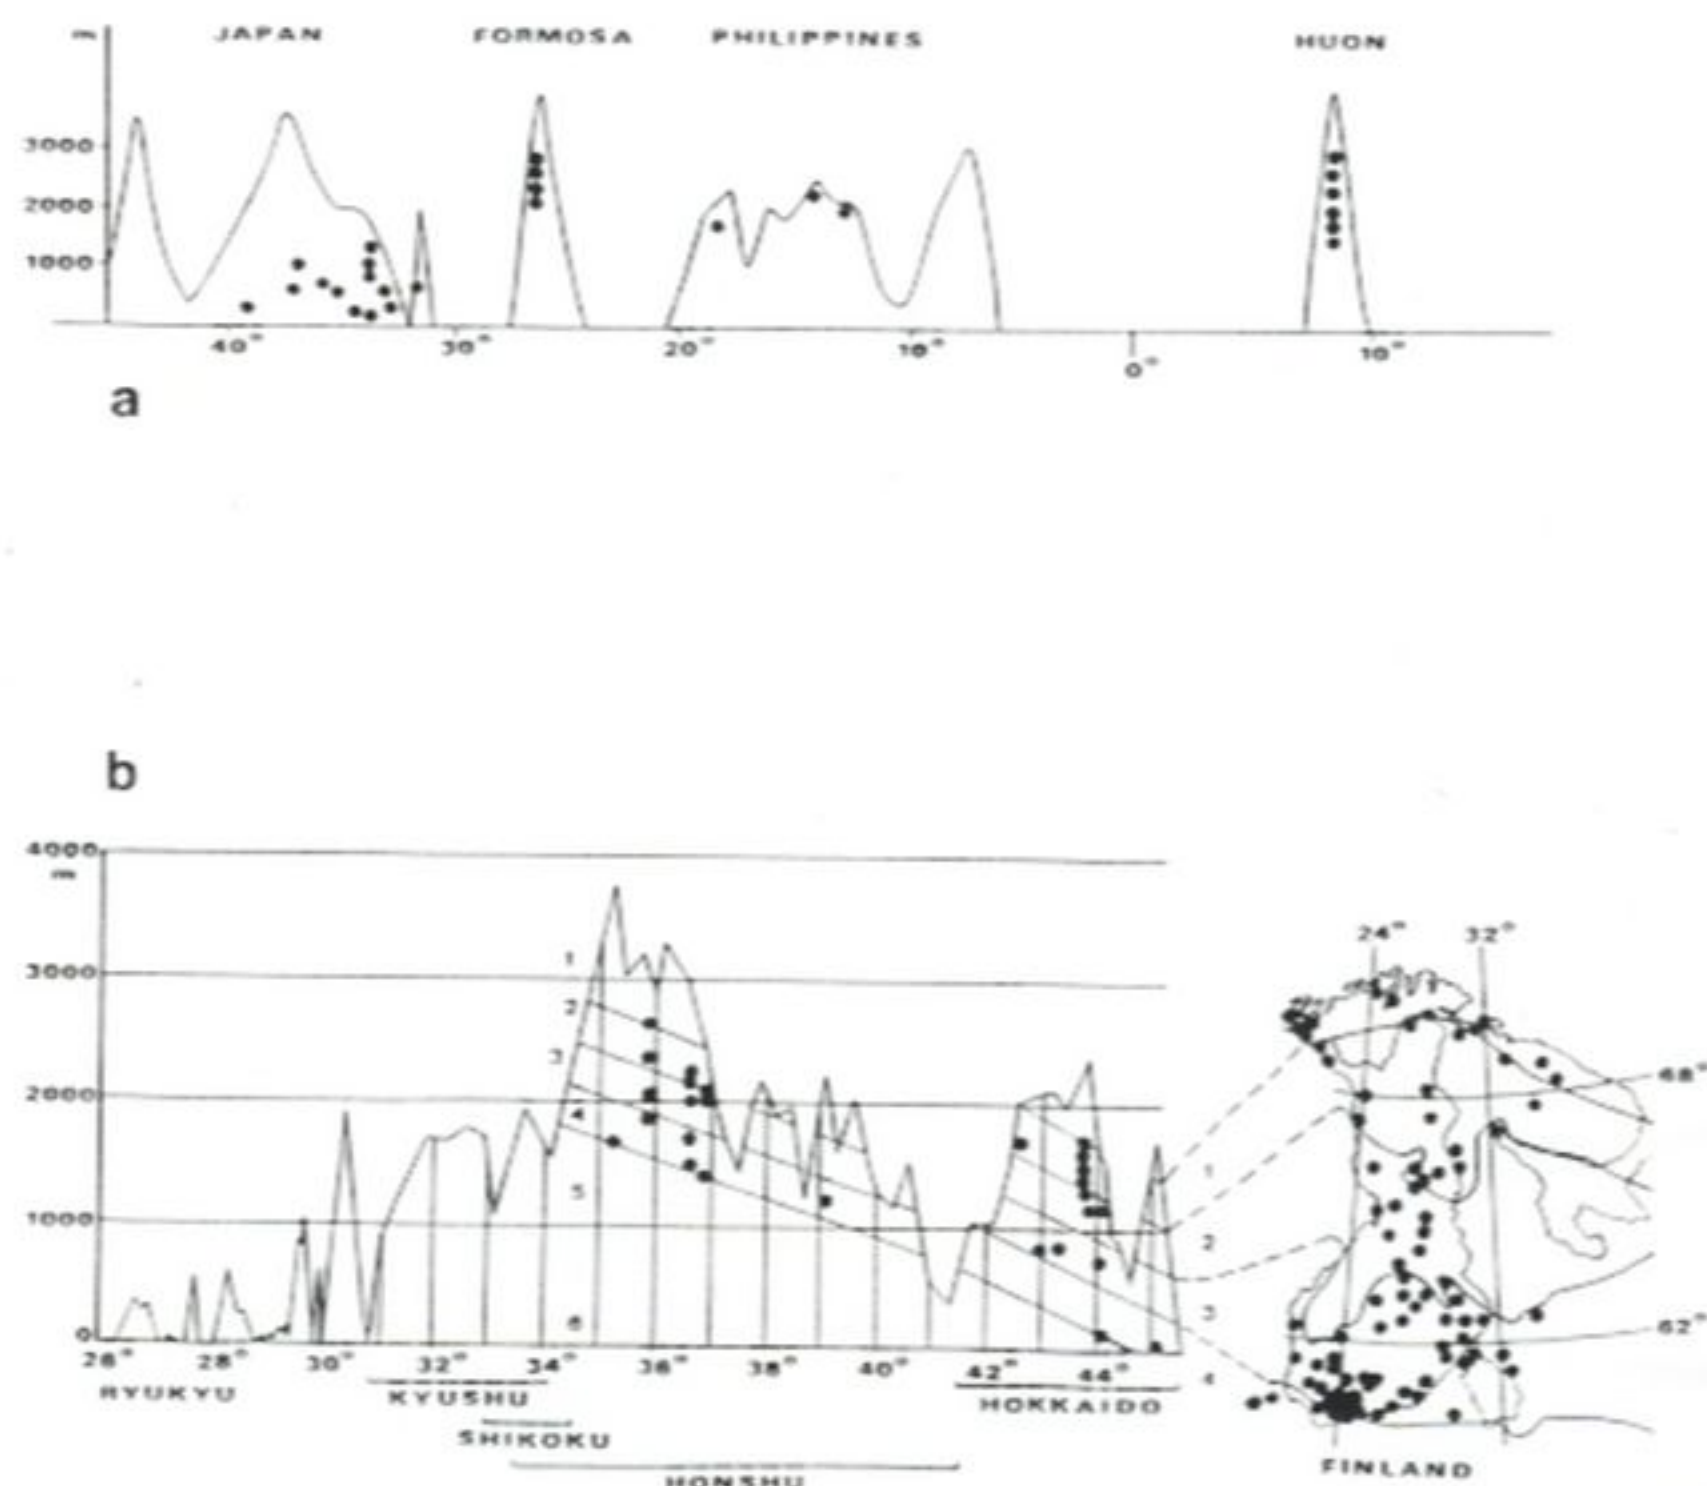 m JAPAN FORMOSA PHILIPPINES HUON
3000
2000
1000
40° 30° 20° 10° 0° 10°
a
b
4000
m
3000
2000
1000
0
1
2
3
4
5
6
26° 28° 30° 32° 34° 36° 38° 40° 42° 44°
RYUKYU KYUSHU HOKKAIDO
SHIKOKU
HONSHU
1
2
3
4
24° 32°
68°
62°
FINLAND